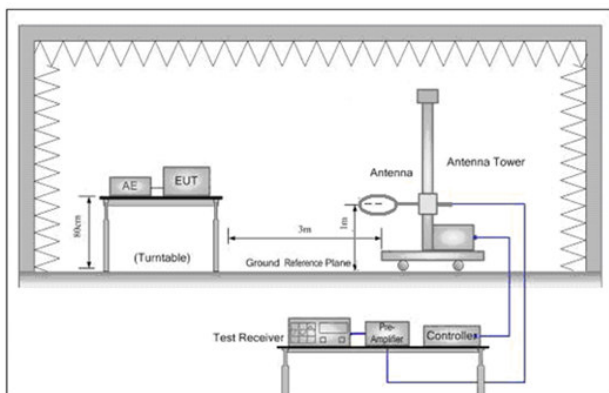 AE
EUT
Antenna
Antenna Tower
80cm
(Turntable)
3m
1m
Ground Reference Plane
Test Receiver
Pre-
Amplifier
Controller